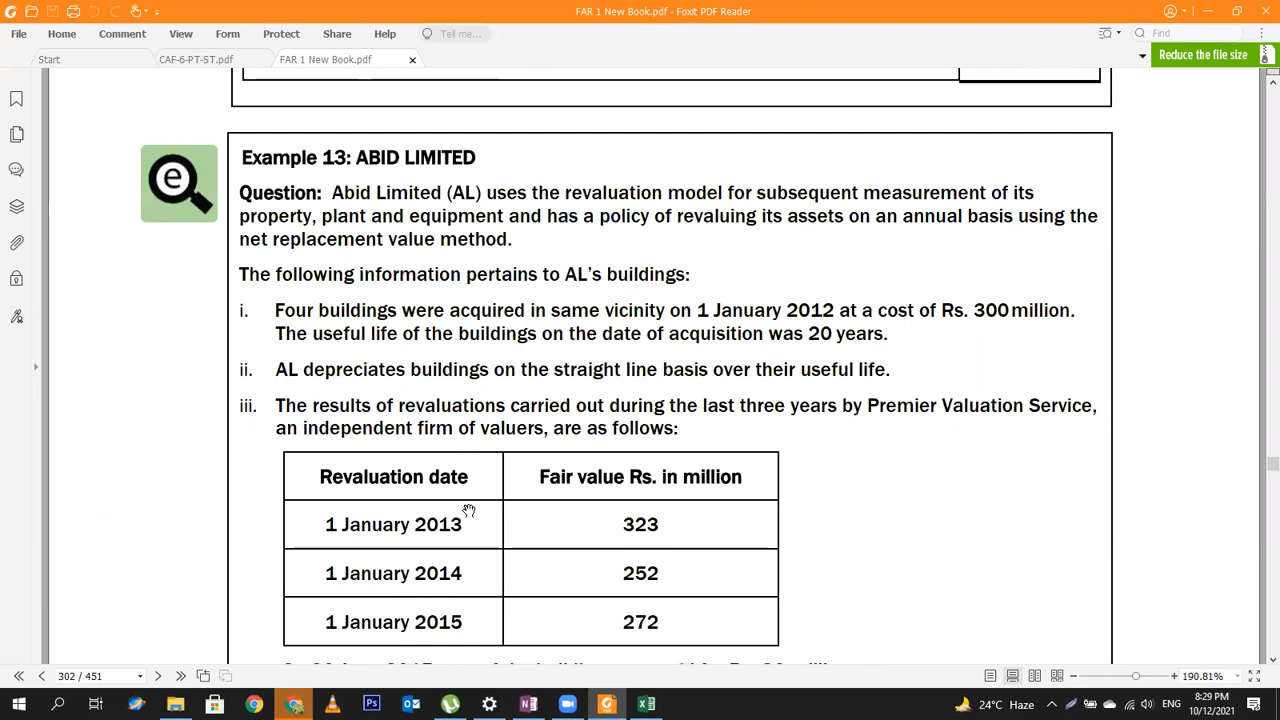 FAR 1 New Book.pdf - Foxit PDF Reader
File Home Comment View Form Protect Share Help Tell me... Find
Start CAF-6-PT-ST.pdf FAR 1 New Book.pdf Reduce the file size
Example 13: ABID LIMITED
Question: Abid Limited (AL) uses the revaluation model for subsequent measurement of its
property, plant and equipment and has a policy of revaluing its assets on an annual basis using the
net replacement value method.
The following information pertains to AL's buildings:
i. Four buildings were acquired in same vicinity on 1 January 2012 at a cost of Rs. 300 million.
The useful life of the buildings on the date of acquisition was 20 years.
ii. AL depreciates buildings on the straight line basis over their useful life.
iii. The results of revaluations carried out during the last three years by Premier Valuation Service,
an independent firm of valuers, are as follows:
Revaluation date Fair value Rs. in million
1 January 2013 323
1 January 2014 252
1 January 2015 272
302 / 451 190.81%
8:29 PM
24°C Haze
10/12/2021